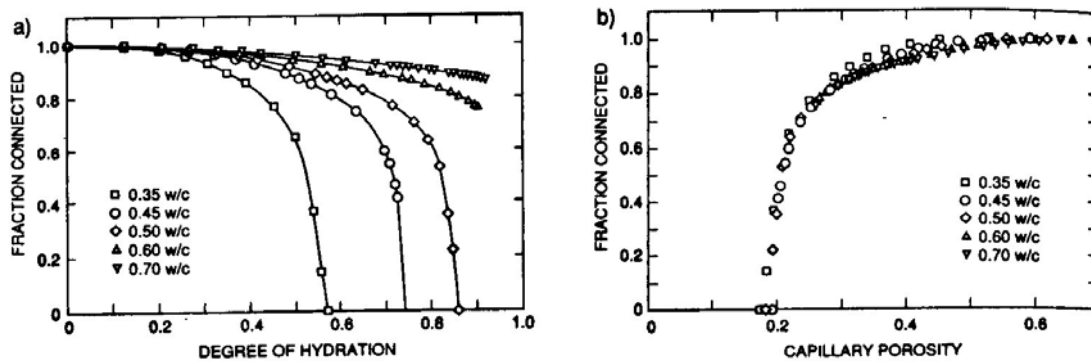 a)
FRACTION CONNECTED
1.0
0.8
0.6
0.4
0.2
0
0 0.2 0.4 0.6 0.8 1.0
DEGREE OF HYDRATION
0.35 w/c
0.45 w/c
0.50 w/c
0.60 w/c
0.70 w/c
b)
FRACTION CONNECTED
1.0
0.8
0.6
0.4
0.2
0
0 0.2 0.4 0.6
CAPILLARY POROSITY
0.35 w/c
0.45 w/c
0.50 w/c
0.60 w/c
0.70 w/c